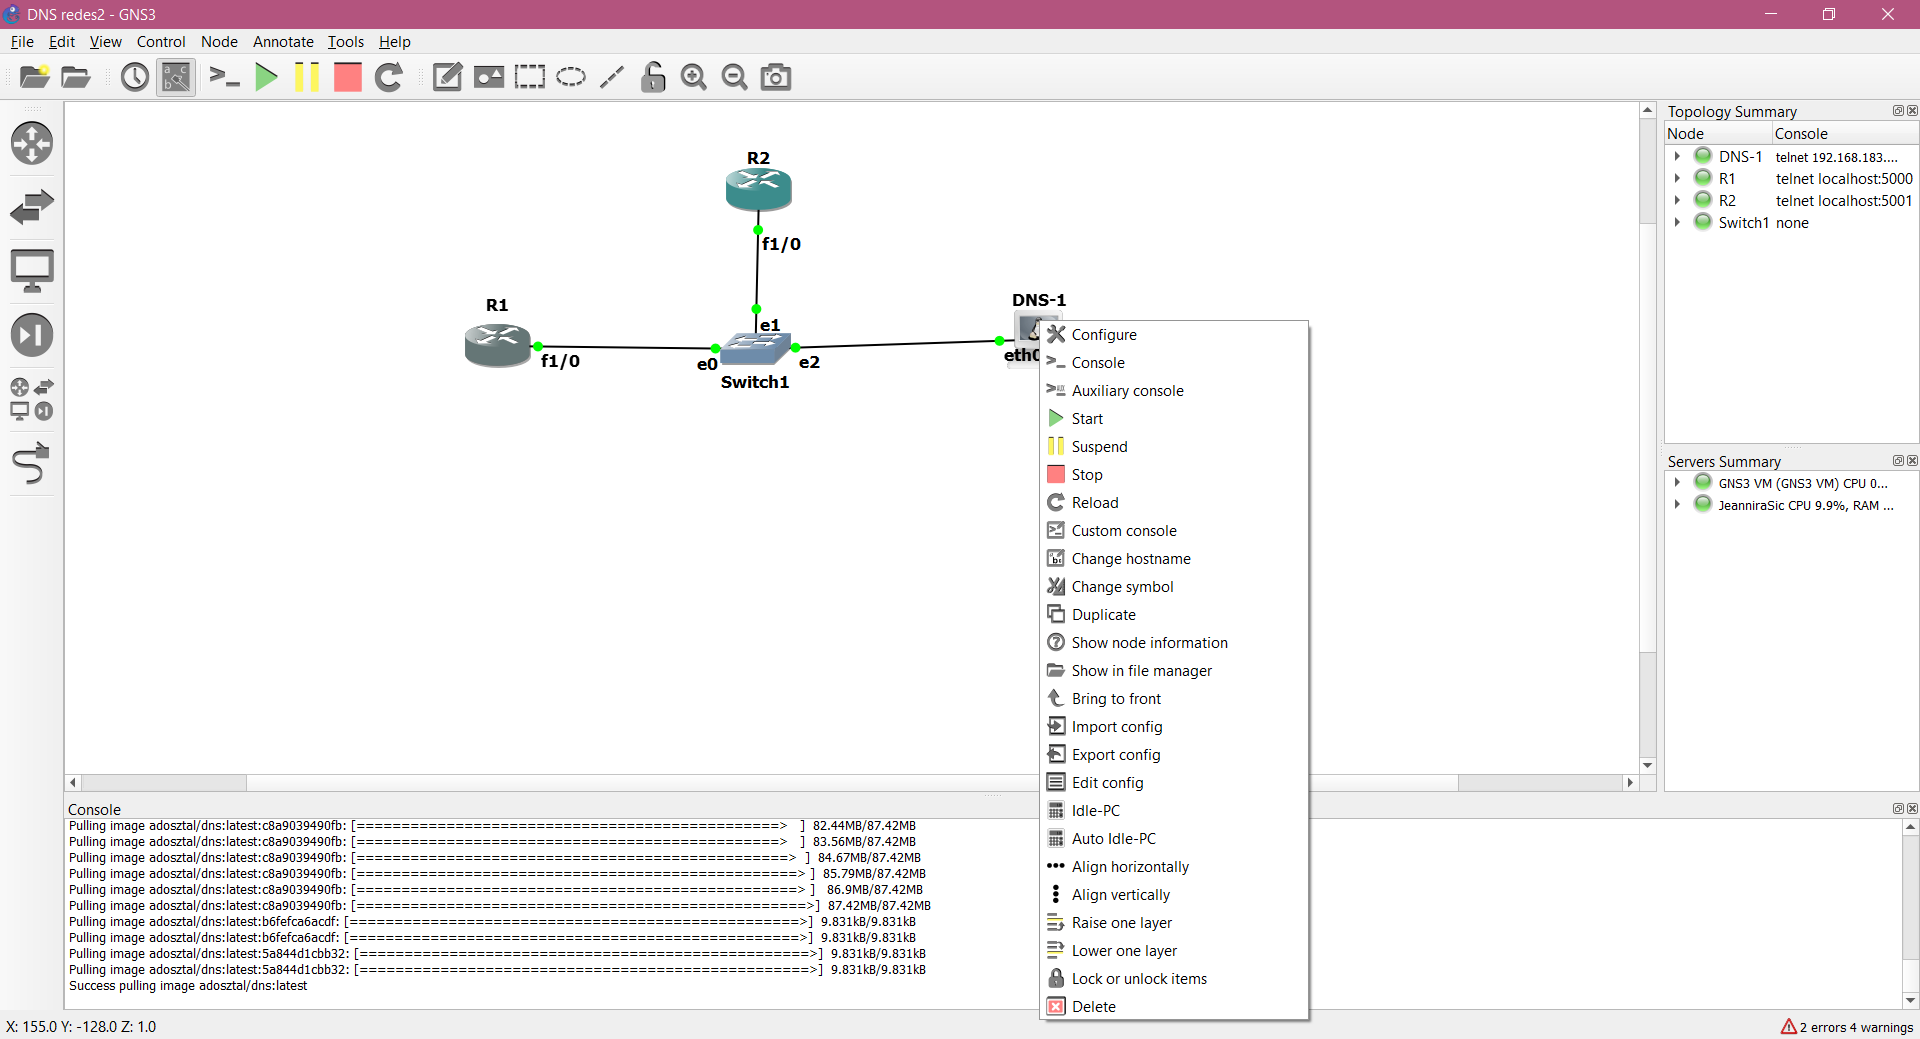 DNS redes2 - GNS3
File Edit View Control Node Annotate Tools Help
R2
f1/0
R1
f1/0
e1
e0
e2
Switch1
DNS-1
eth0
Configure
Console
Auxiliary console
Start
Suspend
Stop
Reload
Custom console
Change hostname
Change symbol
Duplicate
Show node information
Show in file manager
Bring to front
Import config
Export config
Edit config
Idle-PC
Auto Idle-PC
Align horizontally
Align vertically
Raise one layer
Lower one layer
Lock or unlock items
Delete
Topology Summary
Node Console
DNS-1 telnet 192.168.183....
R1 telnet localhost:5000
R2 telnet localhost:5001
Switch1 none
Servers Summary
GNS3 VM (GNS3 VM) CPU 0...
JeanniraSic CPU 9.9%, RAM ...
Console
Pulling image adosztal/dns:latest:c8a9039490fb: [===============================================> ] 82.44MB/87.42MB
Pulling image adosztal/dns:latest:c8a9039490fb: [===============================================> ] 83.56MB/87.42MB
Pulling image adosztal/dns:latest:c8a9039490fb: [================================================> ] 84.67MB/87.42MB
Pulling image adosztal/dns:latest:c8a9039490fb: [=================================================> ] 85.79MB/87.42MB
Pulling image adosztal/dns:latest:c8a9039490fb: [=================================================> ] 86.9MB/87.42MB
Pulling image adosztal/dns:latest:c8a9039490fb: [==================================================>] 87.42MB/87.42MB
Pulling image adosztal/dns:latest:b6fefca6acdf: [==================================================>] 9.831kB/9.831kB
Pulling image adosztal/dns:latest:b6fefca6acdf: [==================================================>] 9.831kB/9.831kB
Pulling image adosztal/dns:latest:5a844d1cbb32: [==================================================>] 9.831kB/9.831kB
Pulling image adosztal/dns:latest:5a844d1cbb32: [==================================================>] 9.831kB/9.831kB
Success pulling image adosztal/dns:latest
X: 155.0 Y: -128.0 Z: 1.0
2 errors 4 warnings